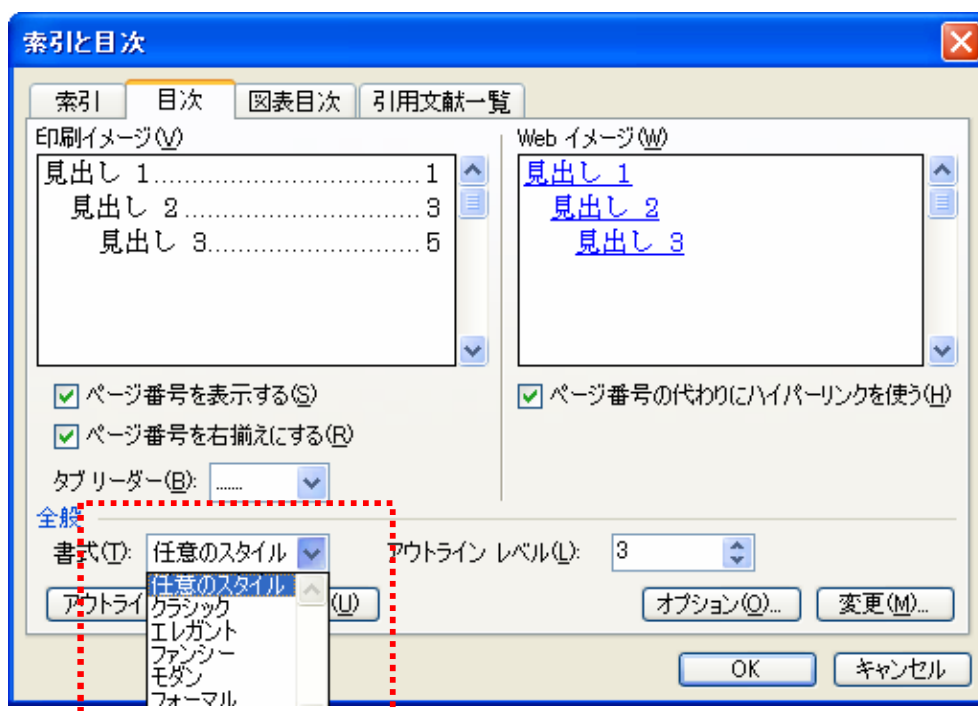 索引と目次
索引 目次 図表目次 引用文献一覧
印刷イメージ(V)
見出し 1................................ 1
見出し 2............................ 3
見出し 3......................... 5
Web イメージ(W)
見出し 1
見出し 2
見出し 3
ページ番号を表示する(S)
ページ番号を右揃えにする(R)
タブ リーダー(B): .......
ページ番号の代わりにハイパーリンクを使う(H)
全般
書式(T): 任意のスタイル アウトライン レベル(L): 3
任意のスタイル
クラシック
エレガント
ファンシー
モダン
フォーマル
アウトライ (U) オプション(O)... 変更(M)...
OK キャンセル